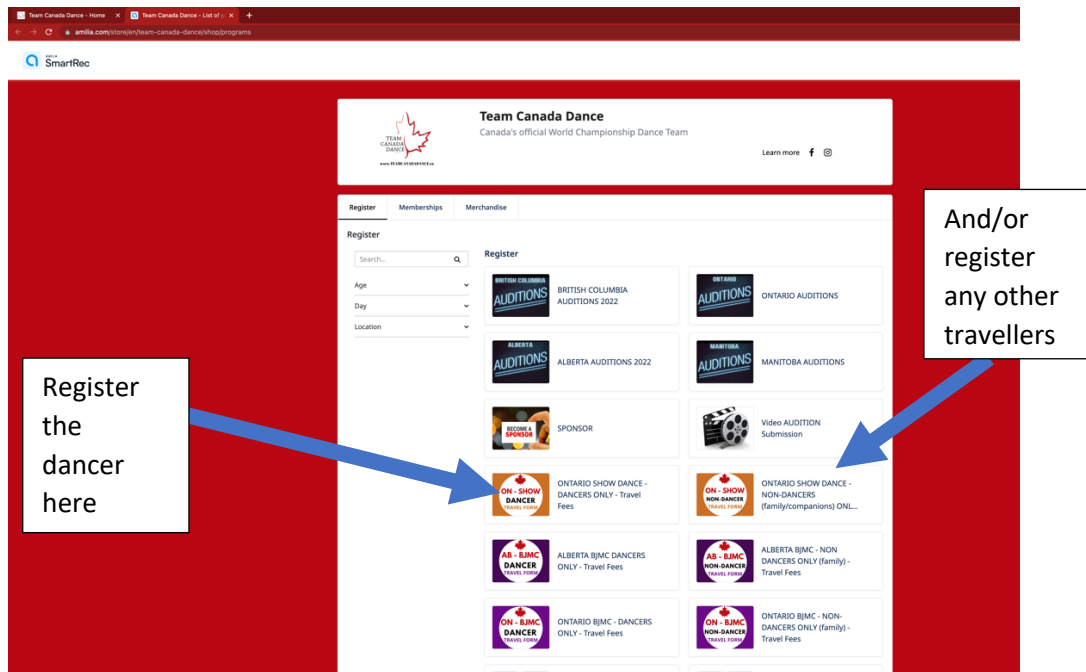 Team Canada Dance - Home
Team Canada Dance - List of p
amilia.com/store/en/team-canada-dance/shop/programs
AMILIA
SmartRec
TEAM
CANADA
DANCE
www.TEAMCANADADANCE.ca
Team Canada Dance
Canada's official World Championship Dance Team
Learn more
Register Memberships Merchandise
Register
Search...
Age
Day
Location
Register
BRITISH COLUMBIA
AUDITIONS
BRITISH COLUMBIA
AUDITIONS 2022
ONTARIO
AUDITIONS
ONTARIO AUDITIONS
ALBERTA
AUDITIONS
ALBERTA AUDITIONS 2022
MANITOBA
AUDITIONS
MANITOBA AUDITIONS
BECOME A
SPONSOR
SPONSOR
Video AUDITION
Submission
ON - SHOW
DANCER
TRAVEL FORM
ONTARIO SHOW DANCE -
DANCERS ONLY - Travel
Fees
ON - SHOW
NON-DANCER
TRAVEL FORM
ONTARIO SHOW DANCE -
NON-DANCERS
(family/companions) ONL...
AB - BJMC
DANCER
TRAVEL FORM
ALBERTA BJMC DANCERS
ONLY - Travel Fees
AB - BJMC
NON-DANCER
TRAVEL FORM
ALBERTA BJMC - NON
DANCERS ONLY (family) -
Travel Fees
ON - BJMC
DANCER
TRAVEL FORM
ONTARIO BJMC - DANCERS
ONLY - Travel Fees
ON - BJMC
NON-DANCER
TRAVEL FORM
ONTARIO BJMC - NON-
DANCERS ONLY (family) -
Travel Fees
Register
the
dancer
here
And/or
register
any other
travellers